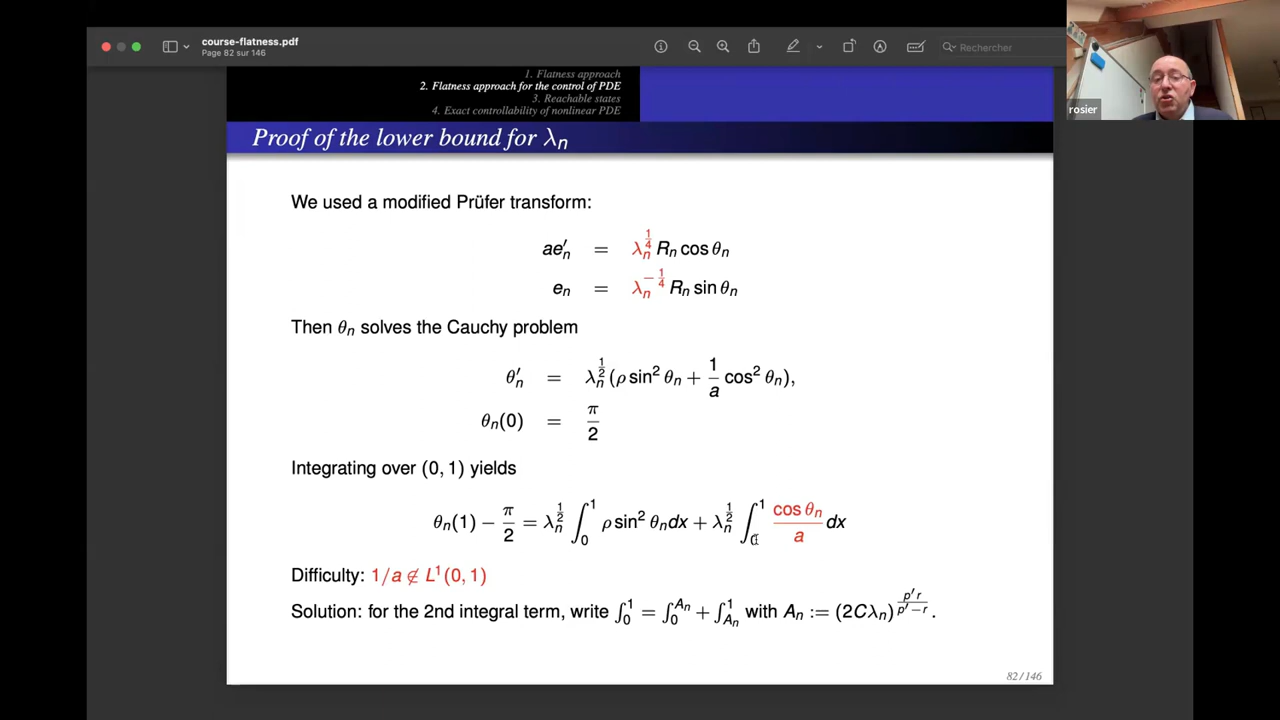 course-flatness.pdf
Page 82 sur 146
Rechercher
rosier
1. Flatness approach
2. Flatness approach for the control of PDE
3. Reachable states
4. Exact controllability of nonlinear PDE
Proof of the lower bound for λ_n
We used a modified Prüfer transform:
ae′_n = λ_n^{1/4} R_n cos θ_n
e_n = λ_n^{-1/4} R_n sin θ_n
Then θ_n solves the Cauchy problem
θ′_n = λ_n^{1/2}(ρ sin² θ_n + 1/a cos² θ_n),
θ_n(0) = π/2
Integrating over (0, 1) yields
θ_n(1) − π/2 = λ_n^{1/2} ∫_0^1 ρ sin² θ_n dx + λ_n^{1/2} ∫_0^1 cos θ_n/a dx
Difficulty: 1/a ∉ L¹(0, 1)
Solution: for the 2nd integral term, write ∫_0^1 = ∫_0^{A_n} + ∫_{A_n}^1 with A_n := (2Cλ_n)^{p′r/(p′−r)}.
82 / 146